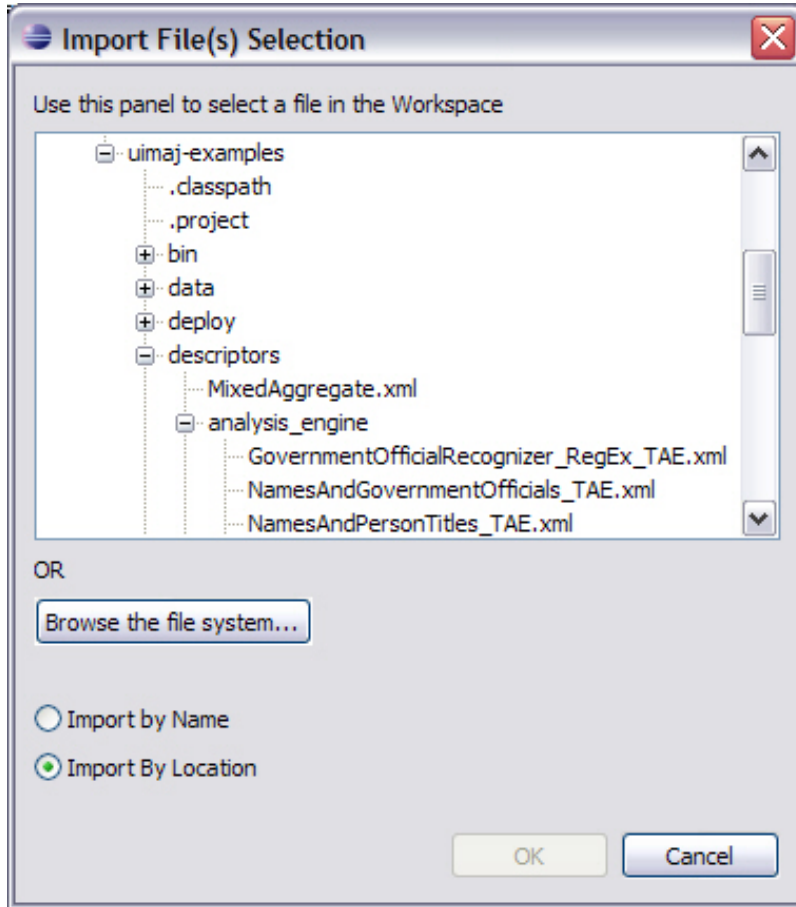 Import File(s) Selection
Use this panel to select a file in the Workspace
uimaj-examples
.classpath
.project
bin
data
deploy
descriptors
MixedAggregate.xml
analysis_engine
GovernmentOfficialRecognizer_RegEx_TAE.xml
NamesAndGovernmentOfficials_TAE.xml
NamesAndPersonTitles_TAE.xml
OR
Browse the file system...
Import by Name
Import By Location
OK
Cancel